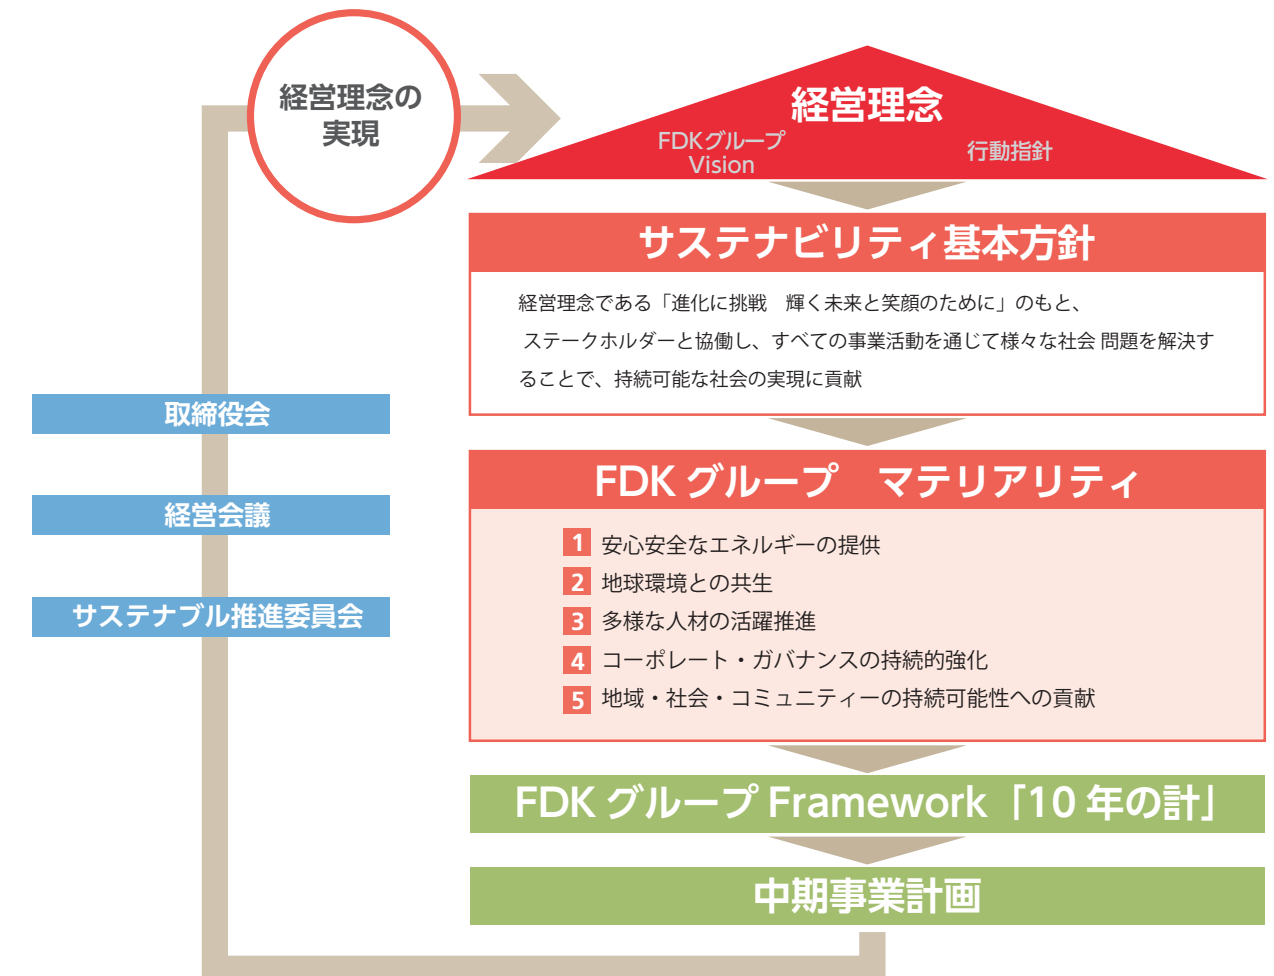 経営理念の
実現
経営理念
FDKグループ
Vision
行動指針
サステナビリティ基本方針
経営理念である「進化に挑戦　輝く未来と笑顔のために」のもと、
ステークホルダーと協働し、すべての事業活動を通じて様々な社会 問題を解決す
ることで、持続可能な社会の実現に貢献
取締役会
経営会議
サステナブル推進委員会
FDK グループ　マテリアリティ
1 安心安全なエネルギーの提供
2 地球環境との共生
3 多様な人材の活躍推進
4 コーポレート・ガバナンスの持続的強化
5 地域・社会・コミュニティーの持続可能性への貢献
FDK グループ Framework「10 年の計」
中期事業計画